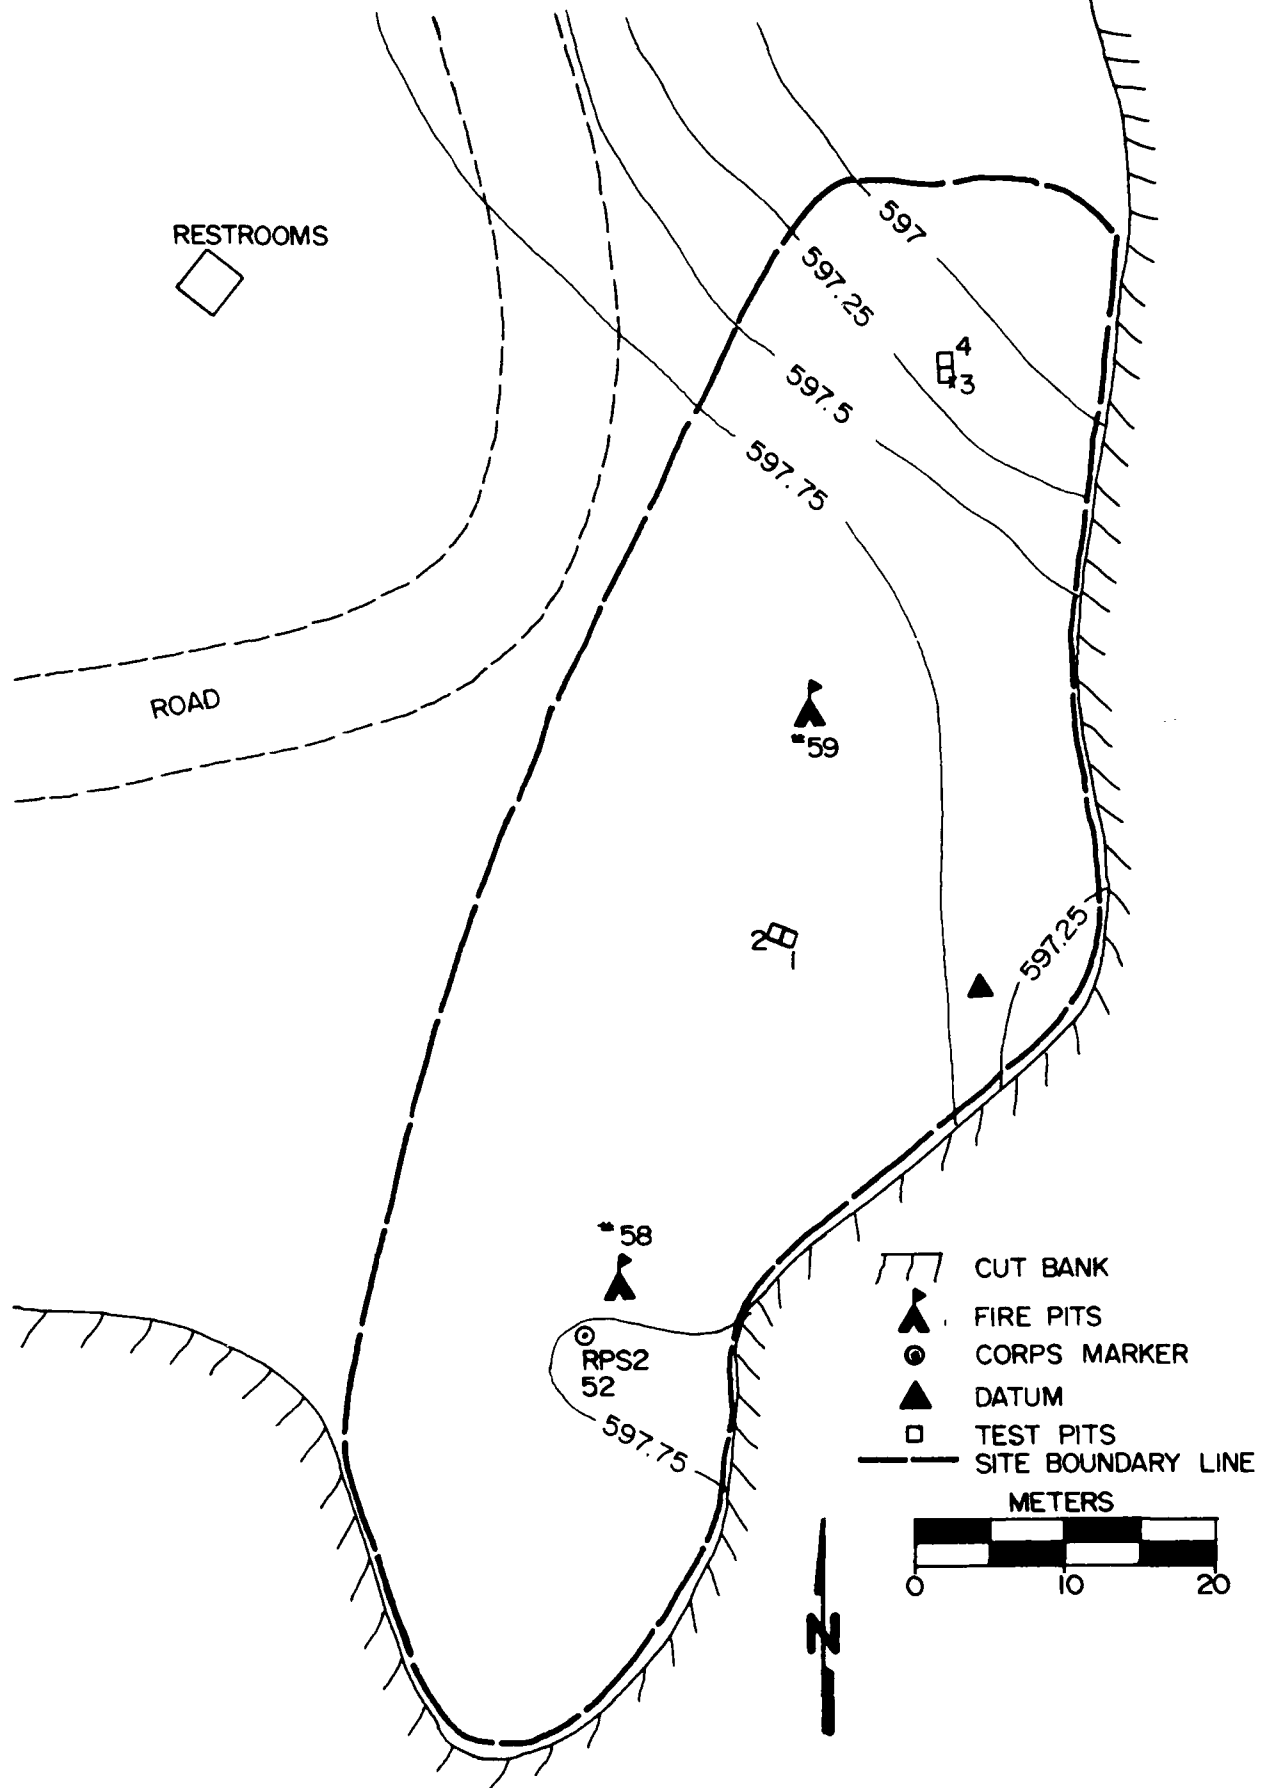 RESTROOMS
597
597.25
4
3
597.5
597.75
ROAD
59
2
1
597.25
58
RPS2
52
597.75
CUT BANK
FIRE PITS
CORPS MARKER
DATUM
TEST PITS
SITE BOUNDARY LINE
METERS
0 10 20
N